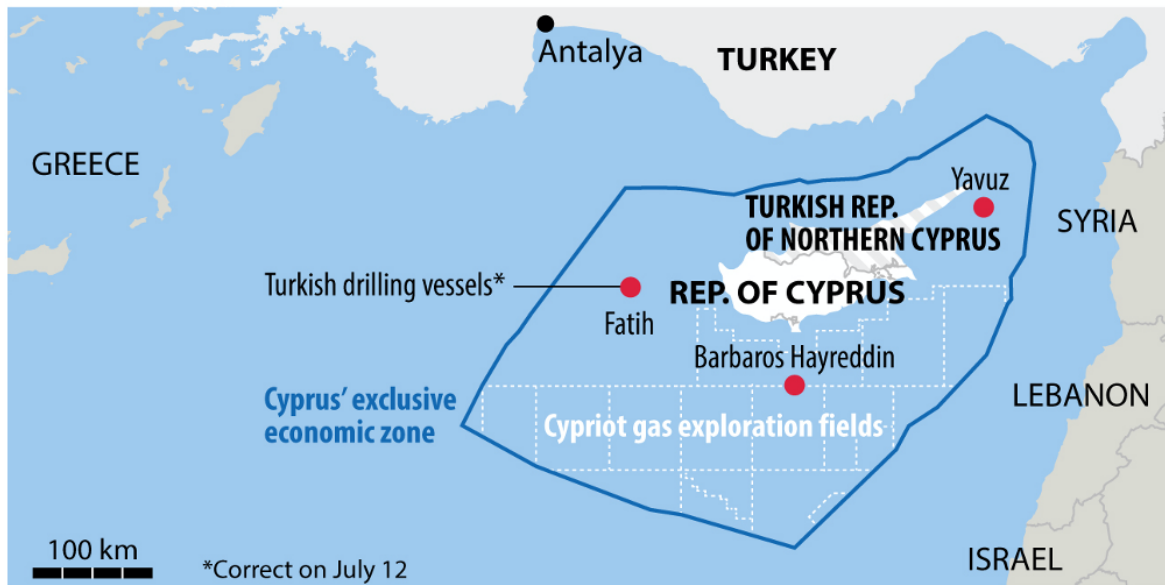 Antalya
TURKEY
GREECE
Yavuz
TURKISH REP.
OF NORTHERN CYPRUS
SYRIA
Turkish drilling vessels*
REP. OF CYPRUS
Fatih
Barbaros Hayreddin
LEBANON
Cyprus’ exclusive
economic zone
Cypriot gas exploration fields
100 km
*Correct on July 12
ISRAEL